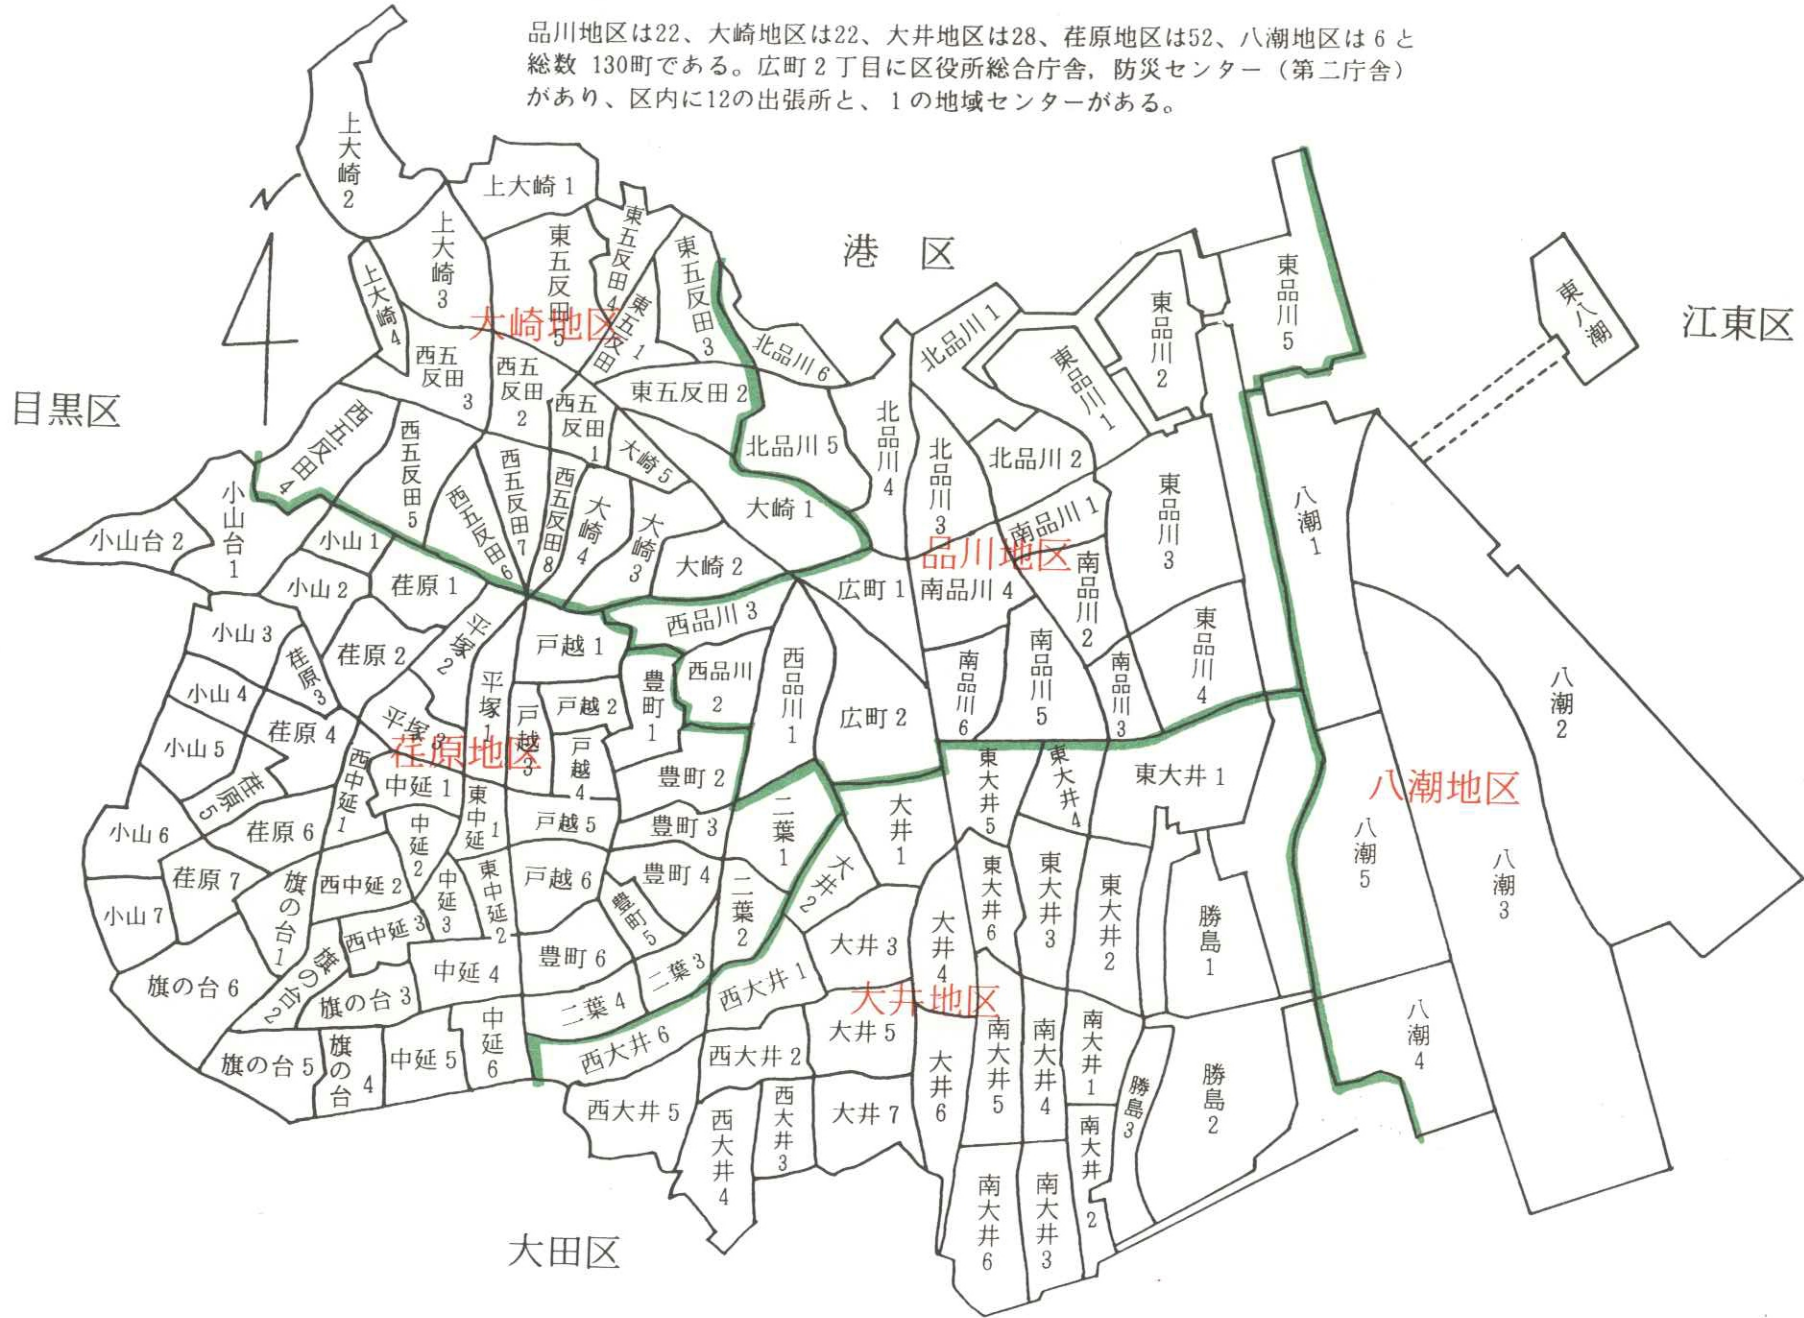 品川地区は22、大崎地区は22、大井地区は28、荏原地区は52、八潮地区は6と
総数 130町である。広町2丁目に区役所総合庁舎, 防災センター（第二庁舎）
があり、区内に12の出張所と、1の地域センターがある。
上大崎2
上大崎1
上大崎3
上大崎4
東五反田5
東五反田4
東五反田1
東五反田3
東五反田2
大崎地区
港 区
江東区
目黒区
東品川5
東品川2
東品川1
東八潮
北品川1
北品川6
北品川5
北品川4
北品川3
北品川2
西五反田3
西五反田2
西五反田1
西五反田4
西五反田5
西五反田6
西五反田7
西五反田8
大崎5
大崎4
大崎3
大崎2
大崎1
南品川1
品川地区
東品川3
八潮1
小山台2
小山台1
小山1
小山2
荏原1
広町1
南品川4
南品川2
東品川4
西品川3
小山3
荏原3
荏原2
平塚2
戸越1
西品川2
西品川1
南品川6
南品川5
南品川3
八潮2
小山4
荏原4
平塚3
平塚1
戸越3
戸越2
豊町1
広町2
小山5
荏原地区
戸越4
豊町2
東大井5
東大井4
東大井1
八潮地区
荏原5
西中延1
中延1
東中延1
戸越5
豊町3
二葉1
大井1
八潮5
八潮3
小山6
荏原6
中延2
荏原7
西中延2
中延3
東中延2
戸越6
豊町4
大井2
東大井6
東大井3
東大井2
勝島1
小山7
旗の台1
西中延3
豊町5
二葉2
大井3
大井4
旗の台6
旗の台2
旗の台3
中延4
豊町6
二葉3
二葉4
西大井1
大井地区
八潮4
旗の台5
旗の台4
中延5
中延6
西大井6
西大井2
大井5
大井6
南大井5
南大井4
南大井1
勝島3
勝島2
西大井5
西大井4
西大井3
大井7
南大井2
南大井6
南大井3
大田区